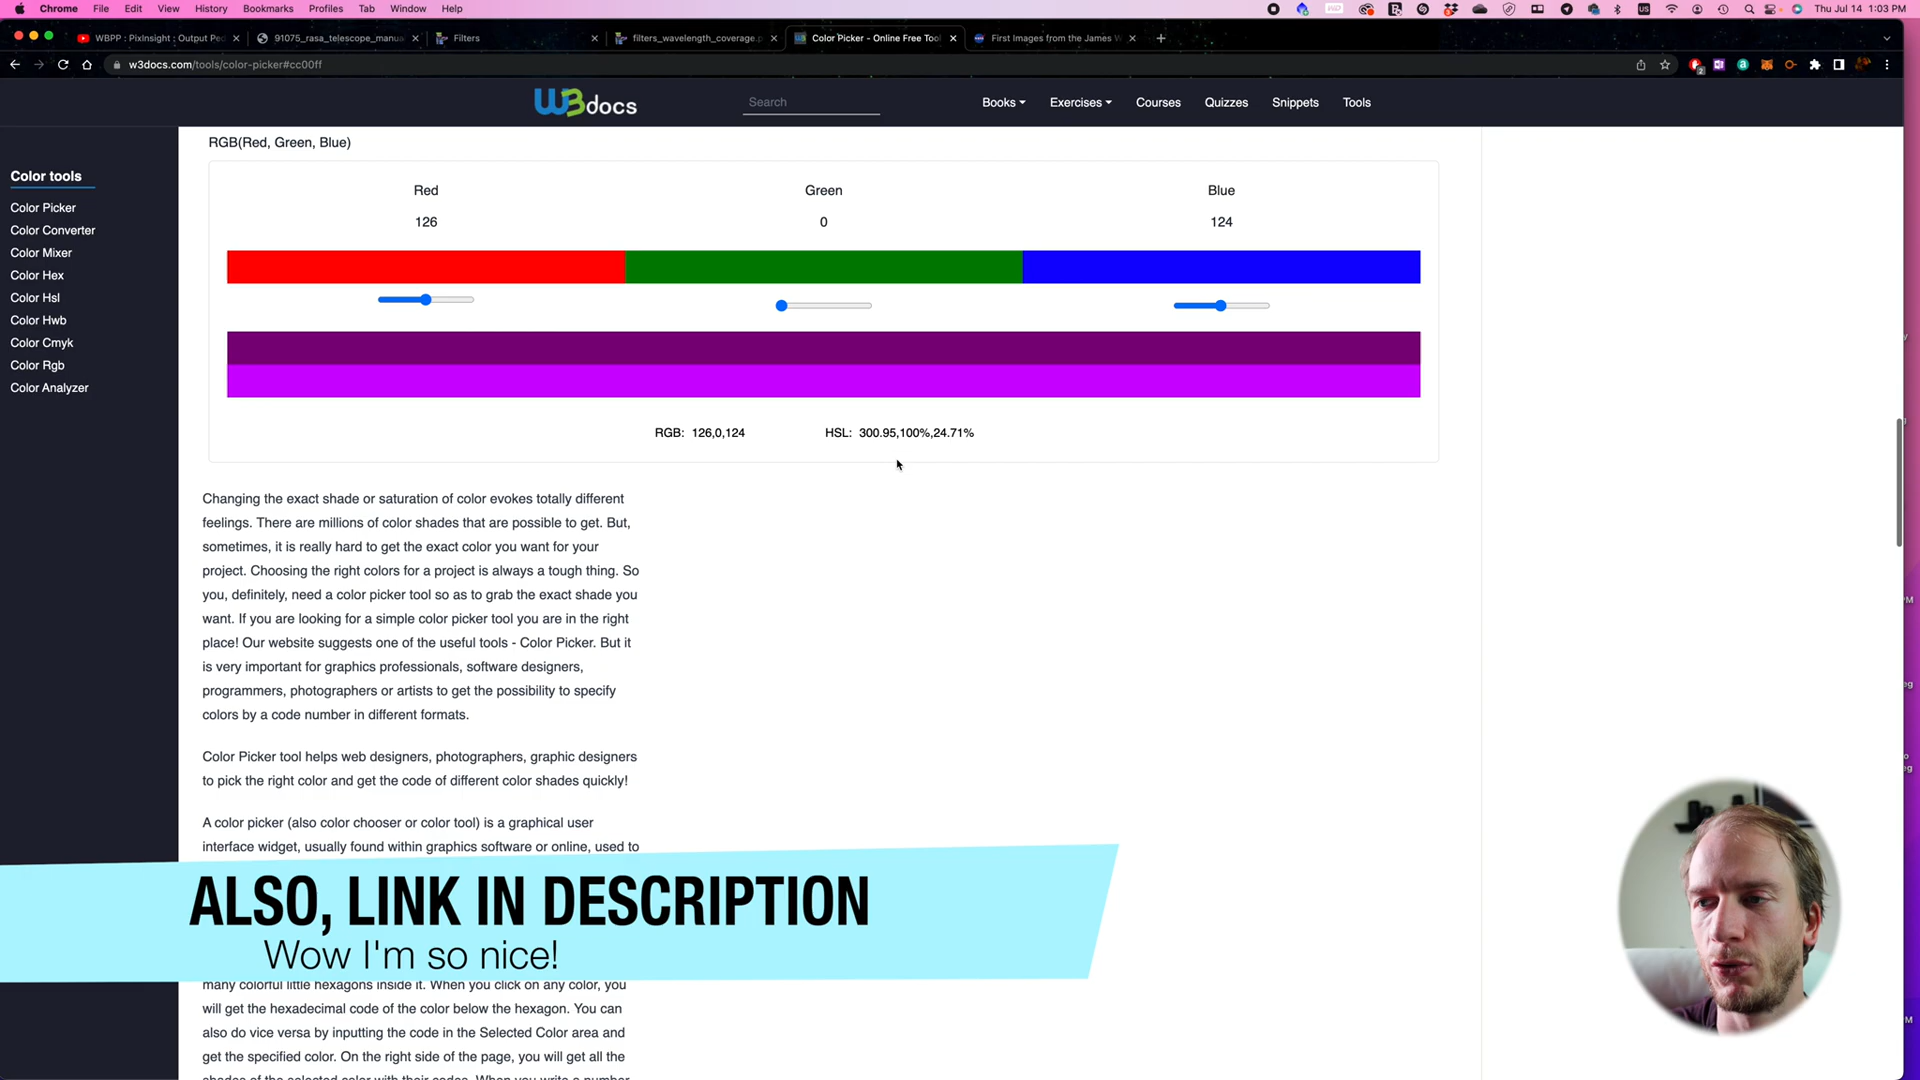 Chrome File Edit View History Bookmarks Profiles Tab Window Help
Thu Jul 14 1:03 PM
WBPP : PixInsight : Output Pe
91075_rasa_telescope_manua
Filters
filters_wavelength_coverage.p
Color Picker - Online Free Too
First Images from the James W
w3docs.com/tools/color-picker#cc00ff
W3docs
Search
Books Exercises Courses Quizzes Snippets Tools
RGB(Red, Green, Blue)
Color tools
Color Picker
Color Converter
Color Mixer
Color Hex
Color Hsl
Color Hwb
Color Cmyk
Color Rgb
Color Analyzer
Red Green Blue
126 0 124
RGB: 126,0,124 HSL: 300.95,100%,24.71%
Changing the exact shade or saturation of color evokes totally different
feelings. There are millions of color shades that are possible to get. But,
sometimes, it is really hard to get the exact color you want for your
project. Choosing the right colors for a project is always a tough thing. So
you, definitely, need a color picker tool so as to grab the exact shade you
want. If you are looking for a simple color picker tool you are in the right
place! Our website suggests one of the useful tools - Color Picker. But it
is very important for graphics professionals, software designers,
programmers, photographers or artists to get the possibility to specify
colors by a code number in different formats.
Color Picker tool helps web designers, photographers, graphic designers
to pick the right color and get the code of different color shades quickly!
A color picker (also color chooser or color tool) is a graphical user
interface widget, usually found within graphics software or online, used to
ALSO, LINK IN DESCRIPTION
Wow I'm so nice!
many colorful little hexagons inside it. When you click on any color, you
will get the hexadecimal code of the color below the hexagon. You can
also do vice versa by inputting the code in the Selected Color area and
get the specified color. On the right side of the page, you will get all the
shades of the selected color with their codes. When you write a number